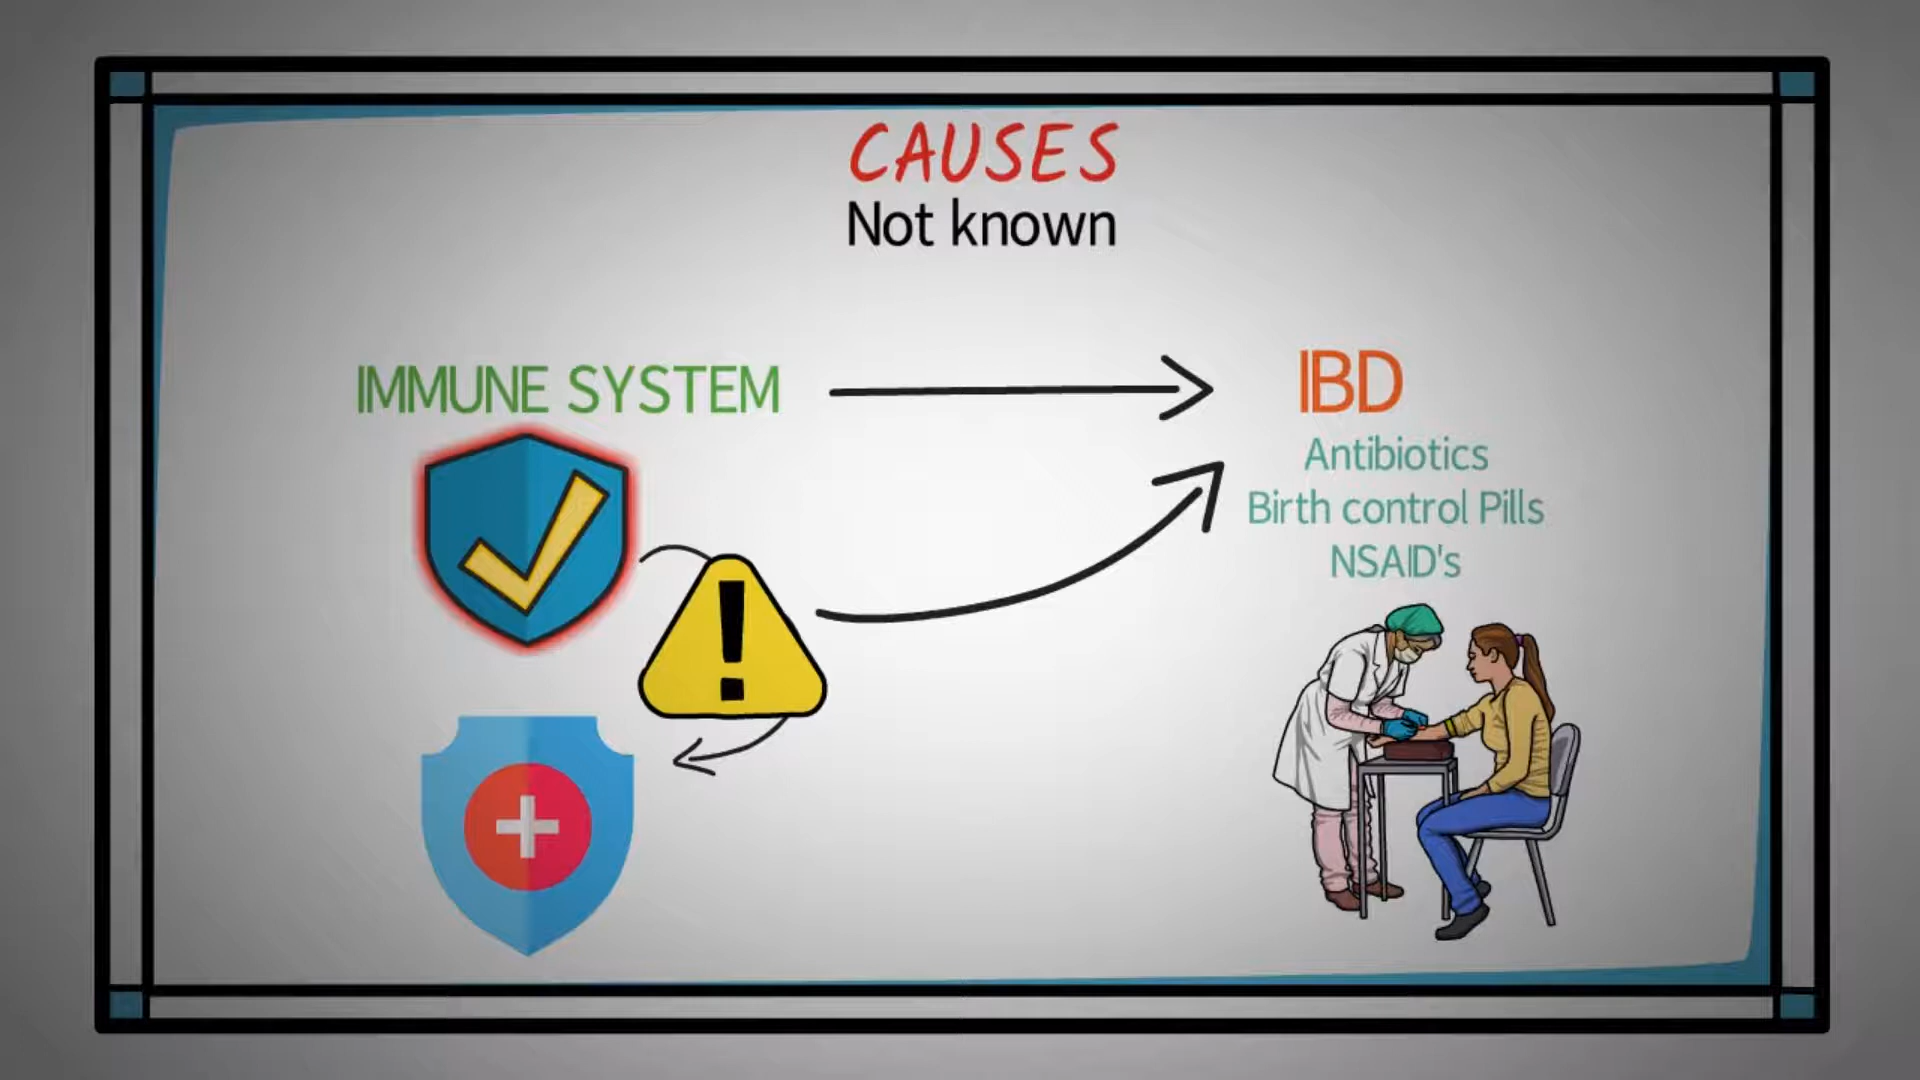 CAUSES
Not known
IMMUNE SYSTEM
IBD
Antibiotics
Birth control Pills
NSAID's